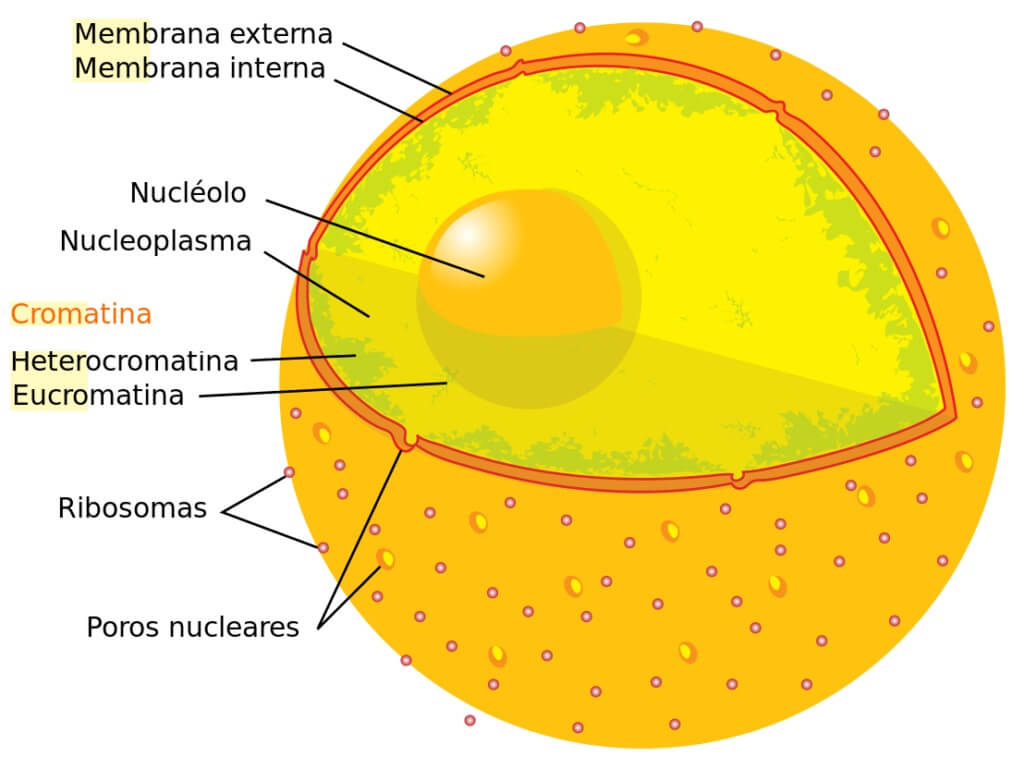 Membrana externa
Membrana interna
Nucléolo
Nucleoplasma
Cromatina
Heterocromatina
Eucromatina
Ribosomas
Poros nucleares